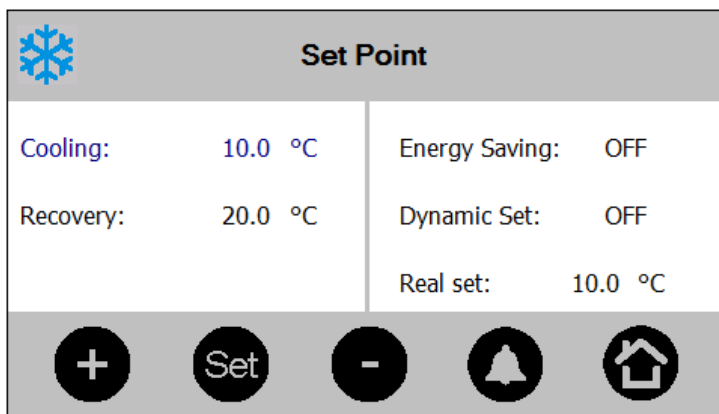 Set Point
Cooling: 10.0 °C
Recovery: 20.0 °C
Energy Saving: OFF
Dynamic Set: OFF
Real set: 10.0 °C
+ Set -